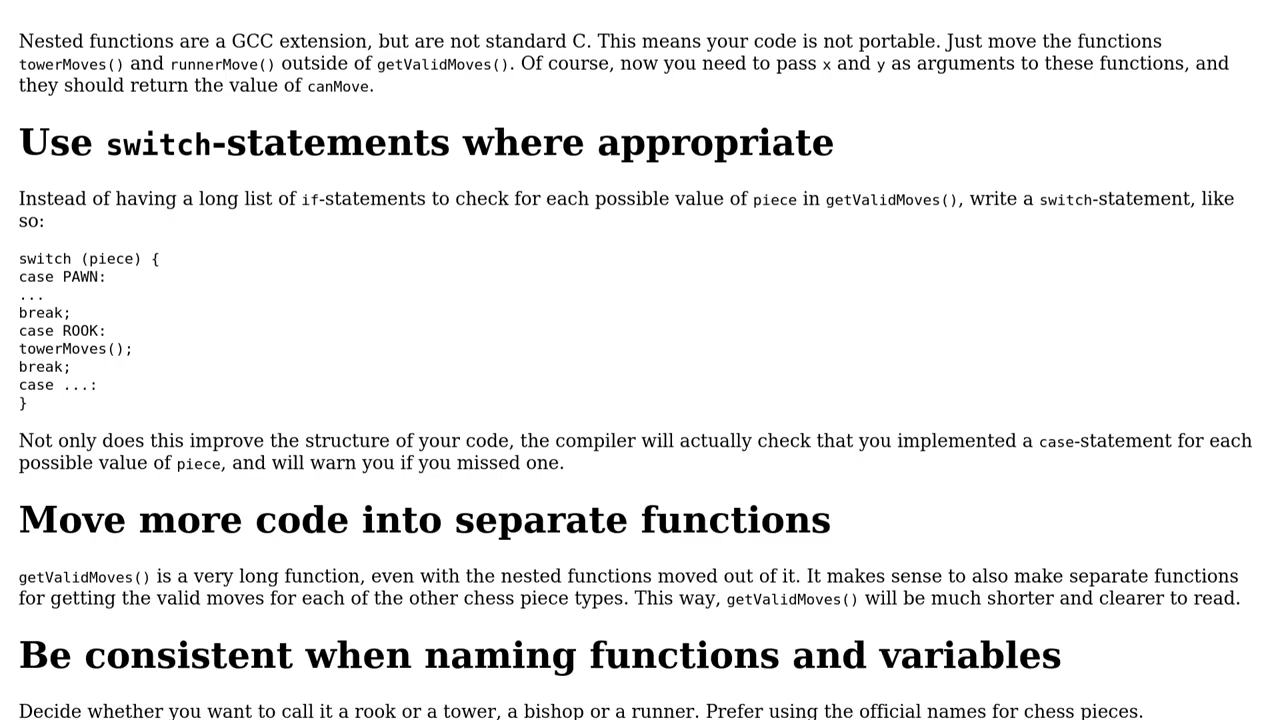 Nested functions are a GCC extension, but are not standard C. This means your code is not portable. Just move the functions
towerMoves() and runnerMove() outside of getValidMoves(). Of course, now you need to pass x and y as arguments to these functions, and
they should return the value of canMove.
Use switch-statements where appropriate
Instead of having a long list of if-statements to check for each possible value of piece in getValidMoves(), write a switch-statement, like
so:
switch (piece) {
case PAWN:
...
break;
case ROOK:
towerMoves();
break;
case ...:
}
Not only does this improve the structure of your code, the compiler will actually check that you implemented a case-statement for each
possible value of piece, and will warn you if you missed one.
Move more code into separate functions
getValidMoves() is a very long function, even with the nested functions moved out of it. It makes sense to also make separate functions
for getting the valid moves for each of the other chess piece types. This way, getValidMoves() will be much shorter and clearer to read.
Be consistent when naming functions and variables
Decide whether you want to call it a rook or a tower, a bishop or a runner. Prefer using the official names for chess pieces.